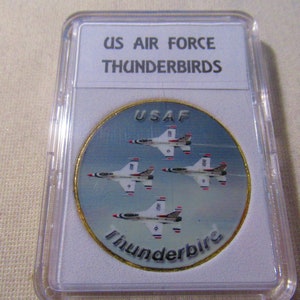 US AIR FORCE
THUNDERBIRDS
USAF
Thunderbird